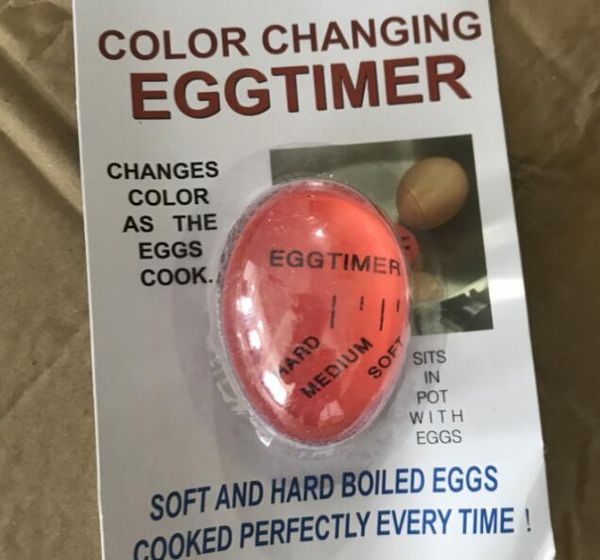 COLOR CHANGING
EGGTIMER
CHANGES
COLOR
AS THE
EGGS
COOK..
EGGTIMER
HARD
MEDIUM
SOFT
SITS
IN
POT
WITH
EGGS
SOFT AND HARD BOILED EGGS
COOKED PERFECTLY EVERY TIME !